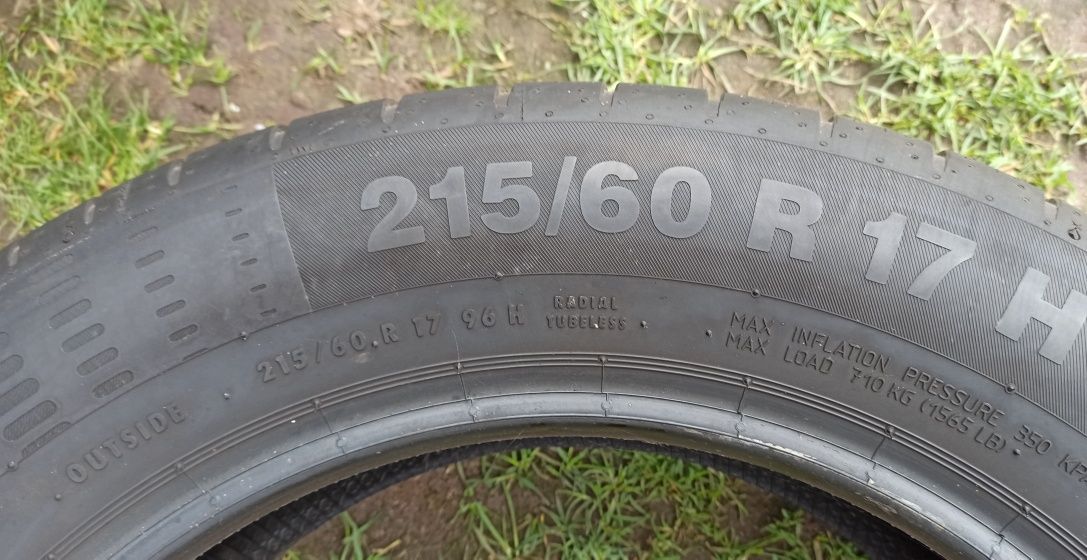 215/60 R 17 H
215/60 R 17 96 H
RADIAL
TUBELESS
MAX INFLATION PRESSURE 350 KP
MAX LOAD 710 KG (1565 LB)
OUTSIDE